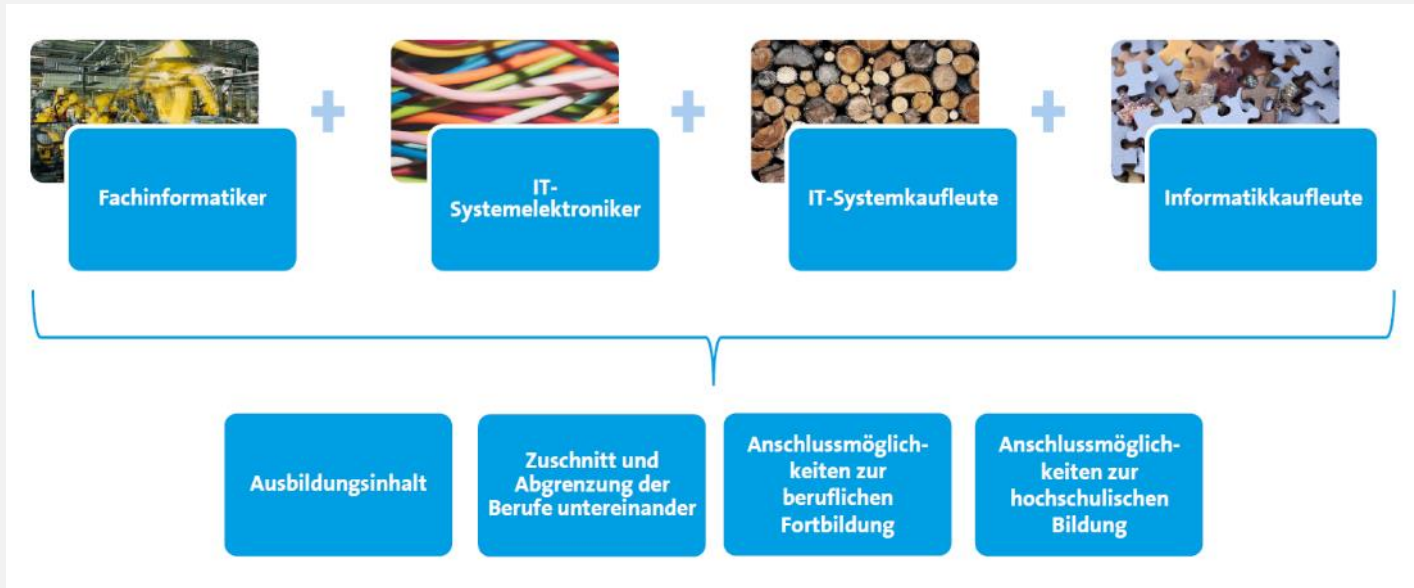 Fachinformatiker
IT-
Systemelektroniker
IT-Systemkaufleute
Informatikkaufleute
Ausbildungsinhalt
Zuschnitt und
Abgrenzung der
Berufe untereinander
Anschlussmöglich-
keiten zur
beruflichen
Fortbildung
Anschlussmöglich-
keiten zur
hochschulischen
Bildung